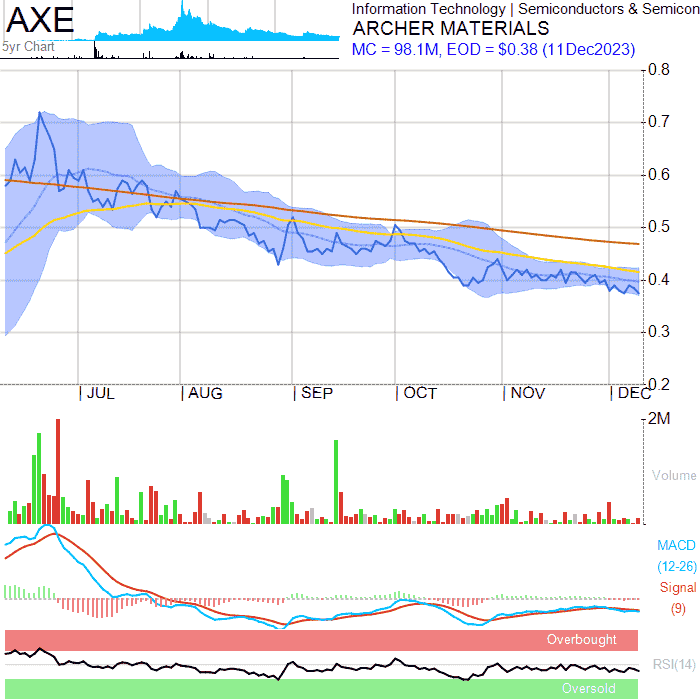 AXE
5yr Chart
Information Technology | Semiconductors & Semicon
ARCHER MATERIALS
MC = 98.1M, EOD = $0.38 (11Dec2023)
0.8
0.7
0.6
0.5
0.4
0.3
0.2
| JUL | AUG | SEP | OCT | NOV | DEC
2M
Volume
MACD
(12-26)
Signal
(9)
Overbought
RSI(14)
Oversold